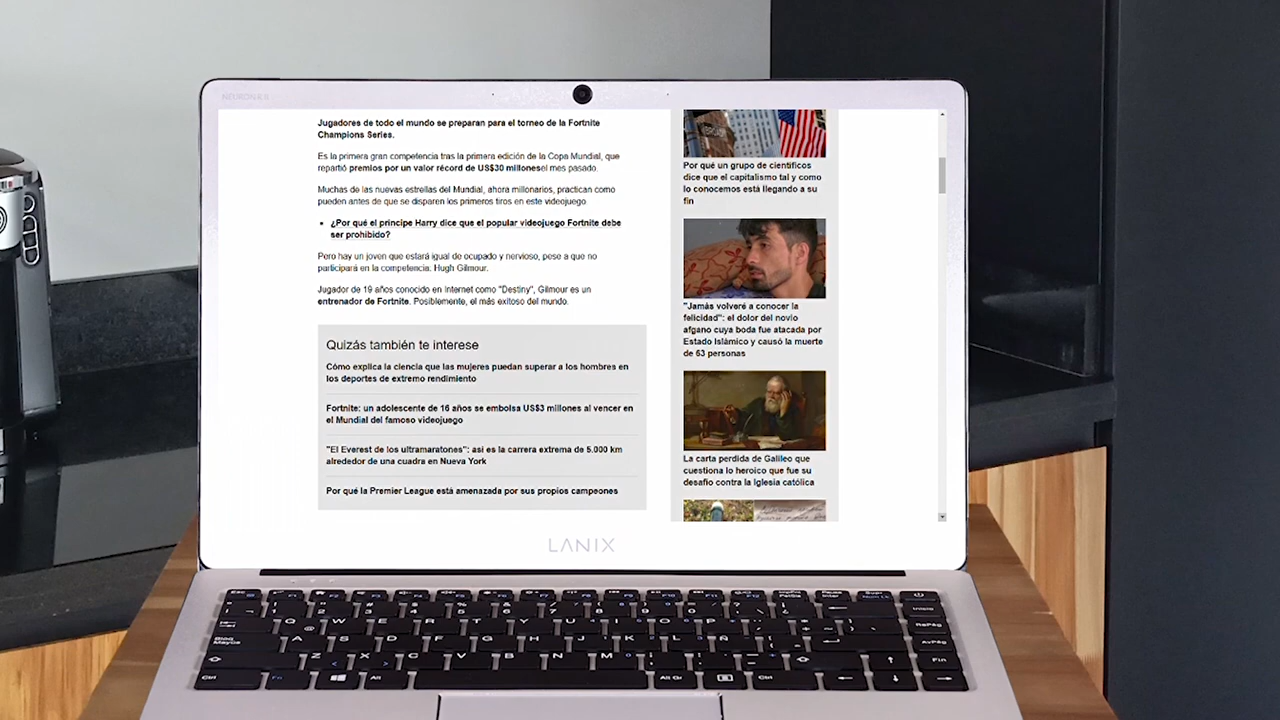 Jugadores de todo el mundo se preparan para el torneo de la Fortnite
Champions Series.
Es la primera gran competencia tras la primera edición de la Copa Mundial, que
repartió premios por un valor récord de US$30 millonesel mes pasado.
Muchas de las nuevas estrellas del Mundial, ahora millonarios, practican como
pueden antes de que se disparen los primeros tiros en este videojuego
¿Por qué el príncipe Harry dice que el popular videojuego Fortnite debe
ser prohibido?
Pero hay un joven que estará igual de ocupado y nervioso, pese a que no
participará en la competencia: Hugh Gilmour.
Jugador de 19 años conocido en Internet como "Destiny", Gilmour es un
entrenador de Fortnite. Posiblemente, el más exitoso del mundo.
Quizás también te interese
Cómo explica la ciencia que las mujeres puedan superar a los hombres en
los deportes de extremo rendimiento
Fortnite: un adolescente de 16 años se embolsa US$3 millones al vencer en
el Mundial del famoso videojuego
"El Everest de los ultramaratones": así es la carrera extrema de 5.000 km
alrededor de una cuadra en Nueva York
Por qué la Premier League está amenazada por sus propios campeones
Por qué un grupo de científicos
dice que el capitalismo tal y como
lo conocemos está llegando a su
fin
"Jamás volveré a conocer la
felicidad": el dolor del novio
afgano cuya boda fue atacada por
Estado Islámico y causó la muerte
de 63 personas
La carta perdida de Galileo que
cuestiona lo heroico que fue su
desafío contra la Iglesia católica
LANIX
Q W E R T Y U I O P
Bloq
Mayús
A S D F G H J K L Ñ
Z X C V B N M
Ctrl Fn Alt Alt Gr Ctrl
Inicio
RePág
AvPág
Fin